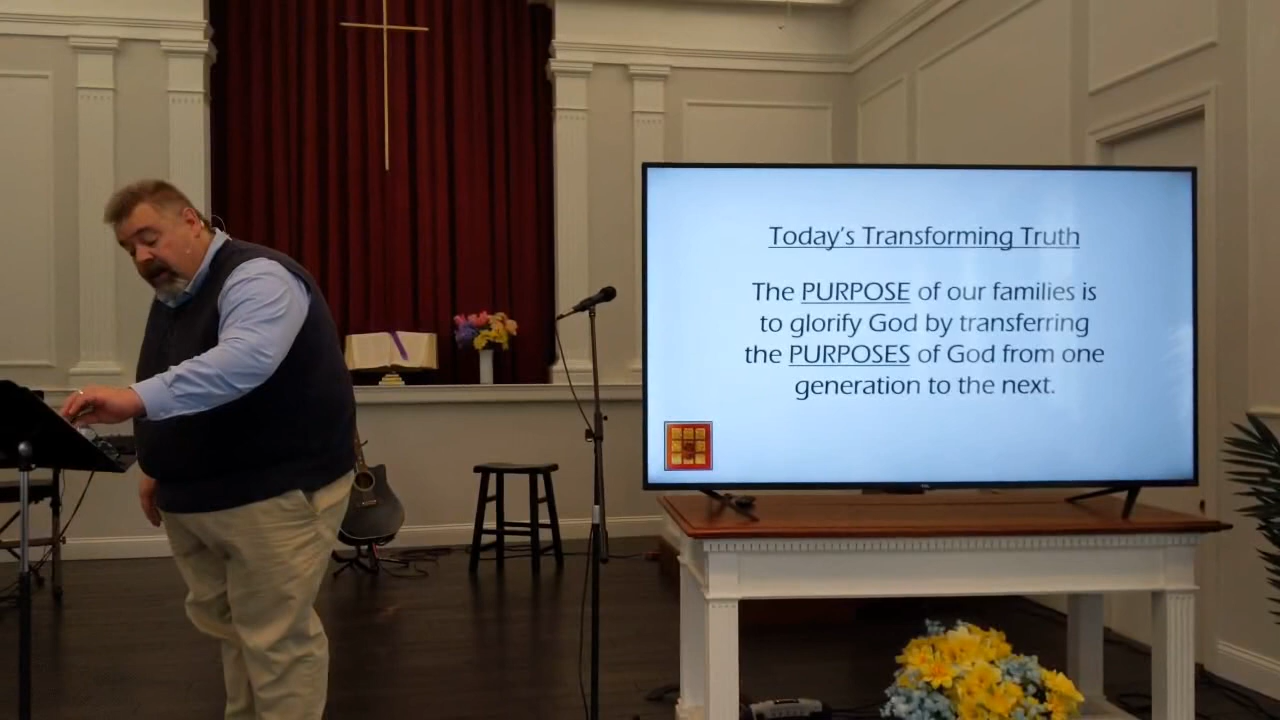 Today's Transforming Truth
The PURPOSE of our families is
to glorify God by transferring
the PURPOSES of God from one
generation to the next.